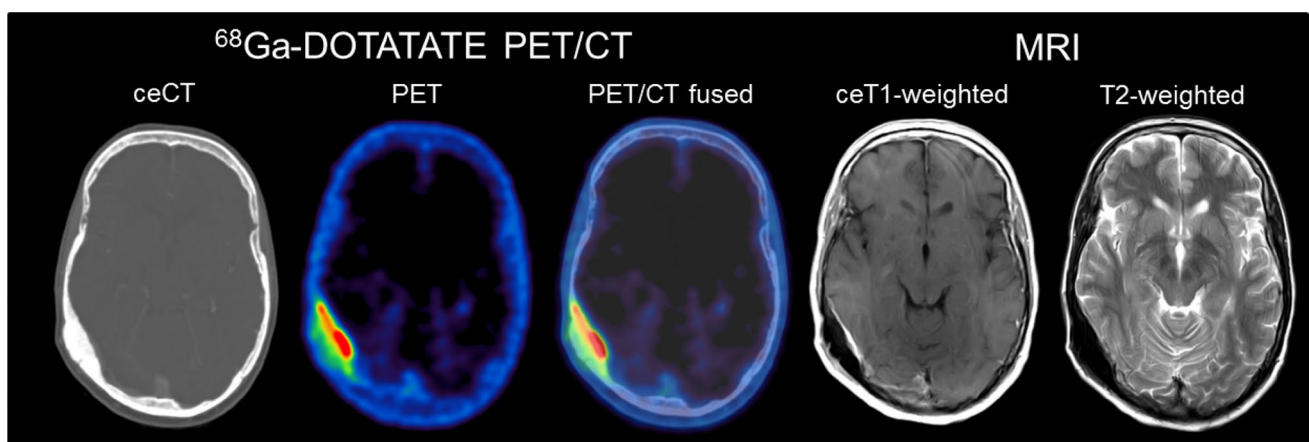 ⁶⁸Ga-DOTATATE PET/CT
MRI
ceCT
PET
PET/CT fused
ceT1-weighted
T2-weighted